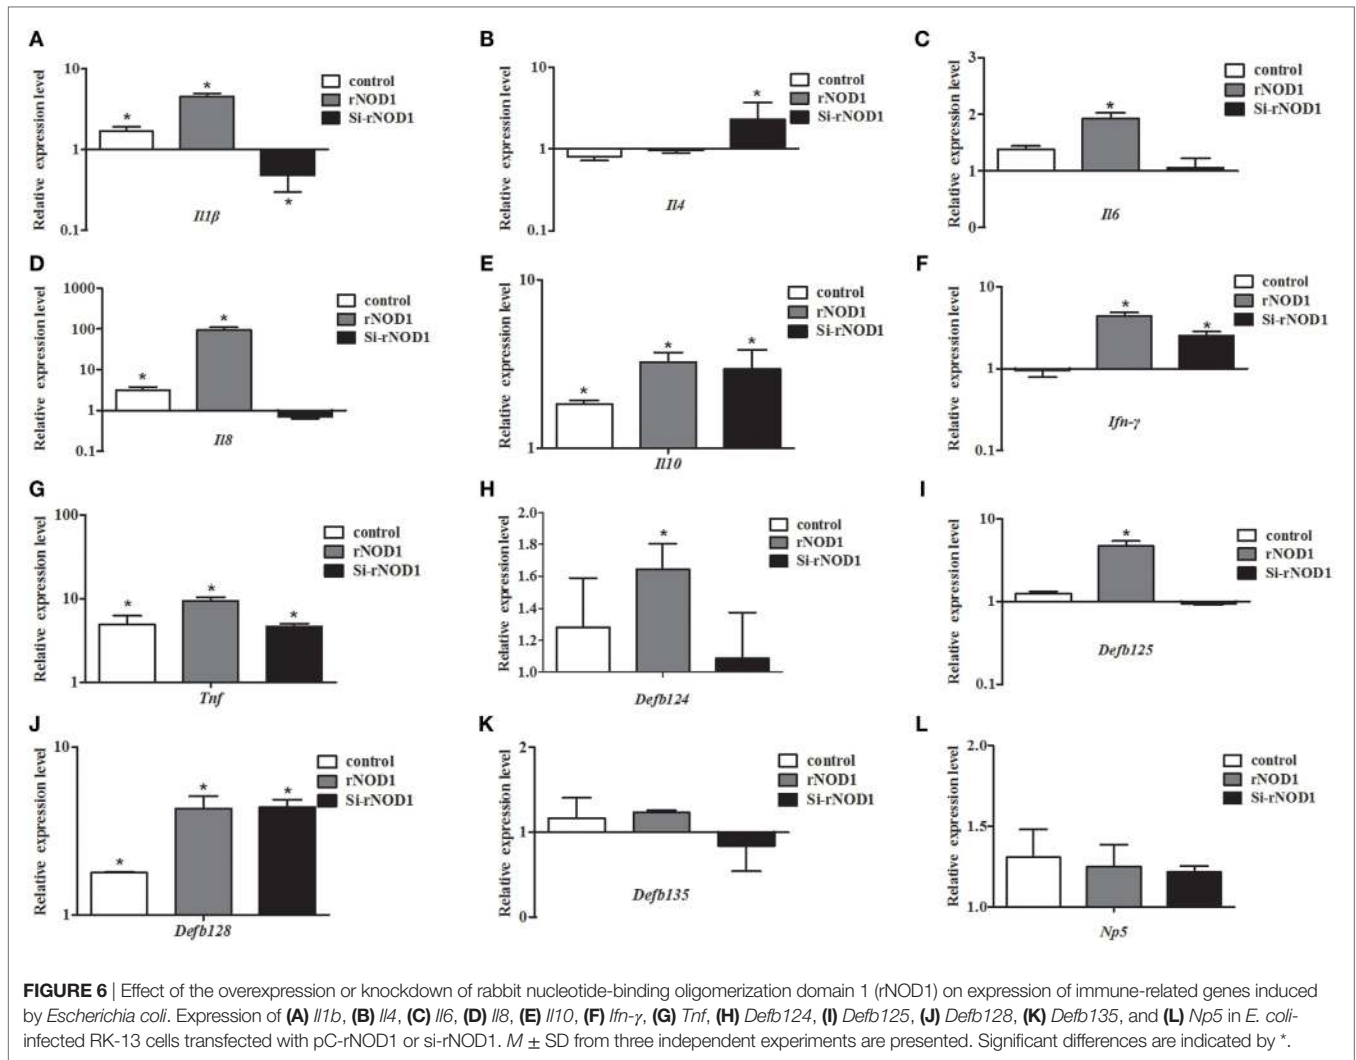 A
Relative expression level
10
1
0.1
*
*
*
Il1β
control
rNOD1
Si-rNOD1
B
Relative expression level
10
1
0.1
*
Il4
control
rNOD1
Si-rNOD1
C
Relative expression level
3
2
1
0
*
Il6
control
rNOD1
Si-rNOD1
D
Relative expression level
1000
100
10
1
0.1
*
*
Il8
control
rNOD1
Si-rNOD1
E
Relative expression level
10
1
*
*
*
Il10
control
rNOD1
Si-rNOD1
F
Relative expression level
10
1
0.1
*
*
Ifn-γ
control
rNOD1
Si-rNOD1
G
Relative expression level
100
10
1
*
*
*
Tnf
control
rNOD1
Si-rNOD1
H
Relative expression level
2.0
1.8
1.6
1.4
1.2
1.0
*
Defb124
control
rNOD1
Si-rNOD1
I
Relative expression level
10
1
0.1
*
Defb125
control
rNOD1
Si-rNOD1
J
Relative expression level
10
1
*
*
*
Defb128
control
rNOD1
Si-rNOD1
K
Relative expression level
2
1
0
Defb135
control
rNOD1
Si-rNOD1
L
Relative expression level
2.0
1.5
1.0
Np5
control
rNOD1
Si-rNOD1
FIGURE 6 | Effect of the overexpression or knockdown of rabbit nucleotide-binding oligomerization domain 1 (rNOD1) on expression of immune-related genes induced
by Escherichia coli. Expression of (A) Il1b, (B) Il4, (C) Il6, (D) Il8, (E) Il10, (F) Ifn-γ, (G) Tnf, (H) Defb124, (I) Defb125, (J) Defb128, (K) Defb135, and (L) Np5 in E. coli-
infected RK-13 cells transfected with pC-rNOD1 or si-rNOD1. M ± SD from three independent experiments are presented. Significant differences are indicated by *.